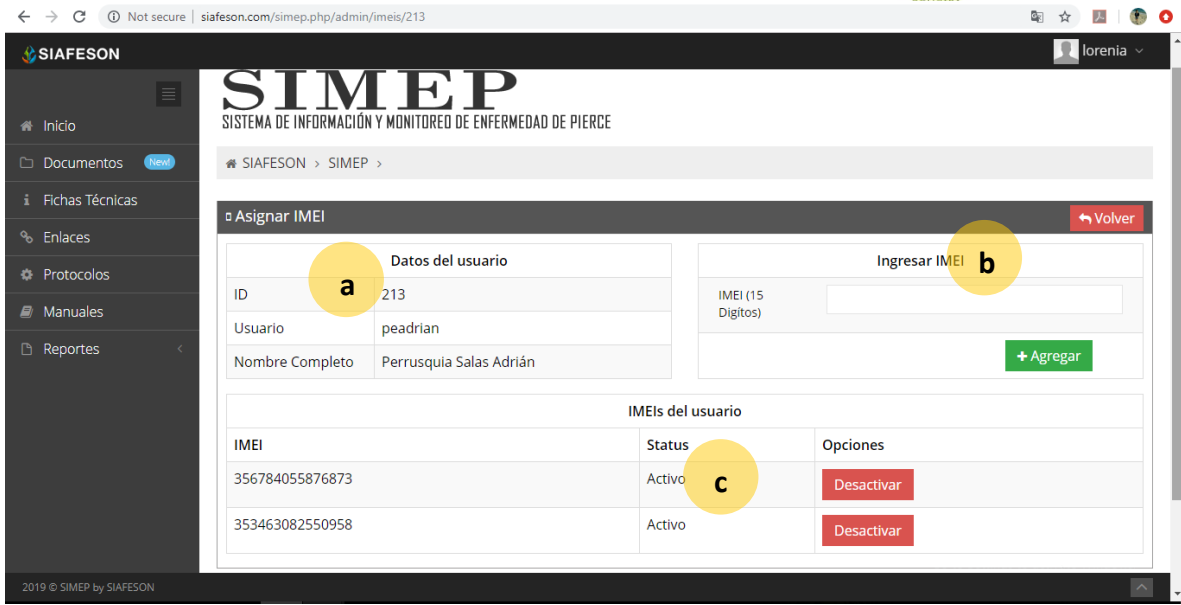 Not secure | siafeson.com/simep.php/admin/imeis/213
SIAFESON
lorenia
SIMEP
SISTEMA DE INFORMACIÓN Y MONITOREO DE ENFERMEDAD DE PIERCE
Inicio
Documentos New!
Fichas Técnicas
Enlaces
Protocolos
Manuales
Reportes
SIAFESON > SIMEP >
Asignar IMEI
Volver
Datos del usuario
a
ID 213
Usuario peadrian
Nombre Completo Perrusquia Salas Adrián
Ingresar IMEI
b
IMEI (15
Digítos)
+ Agregar
IMEIs del usuario
IMEI Status Opciones
356784055876873 Activo Desactivar
c
353463082550958 Activo Desactivar
2019 © SIMEP by SIAFESON